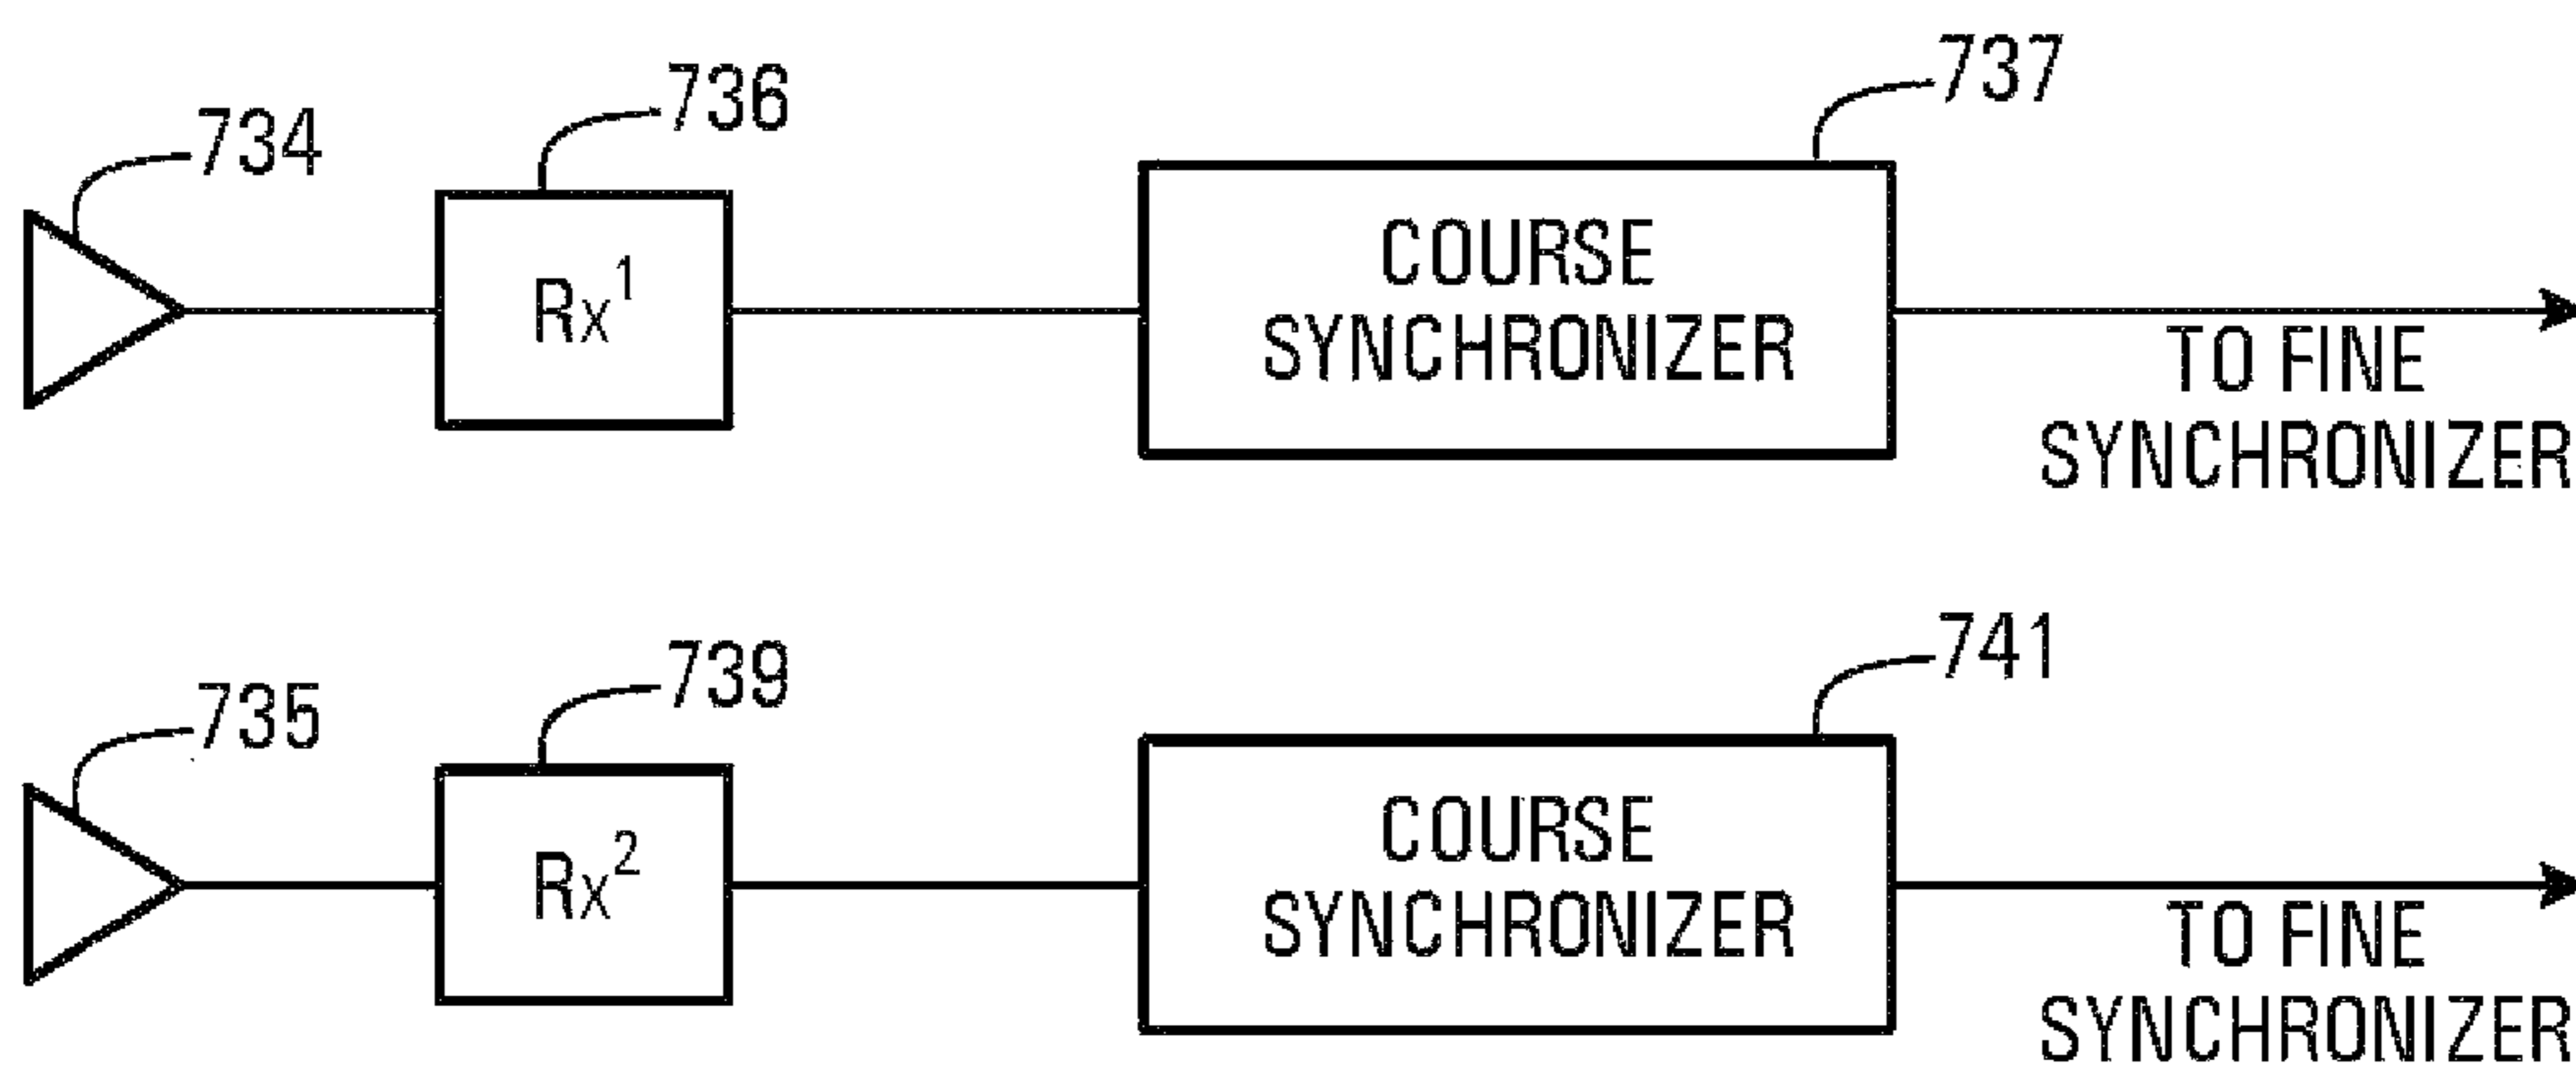 734
736
737
Rx¹
COURSE
SYNCHRONIZER
TO FINE
SYNCHRONIZER
735
739
741
Rx²
COURSE
SYNCHRONIZER
TO FINE
SYNCHRONIZER